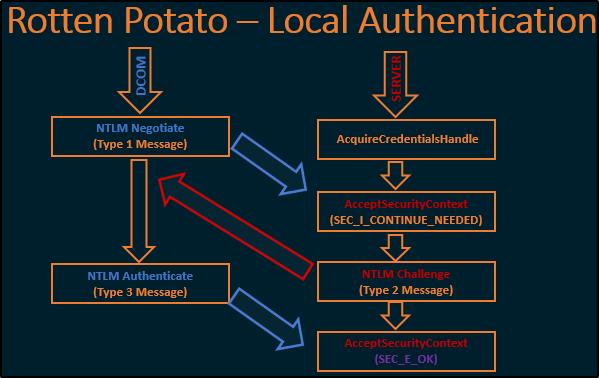 Rotten Potato – Local Authentication
DCOM
SERVER
NTLM Negotiate
(Type 1 Message)
AcquireCredentialsHandle
AcceptSecurityContext
(SEC_I_CONTINUE_NEEDED)
NTLM Authenticate
(Type 3 Message)
NTLM Challenge
(Type 2 Message)
AcceptSecurityContext
(SEC_E_OK)